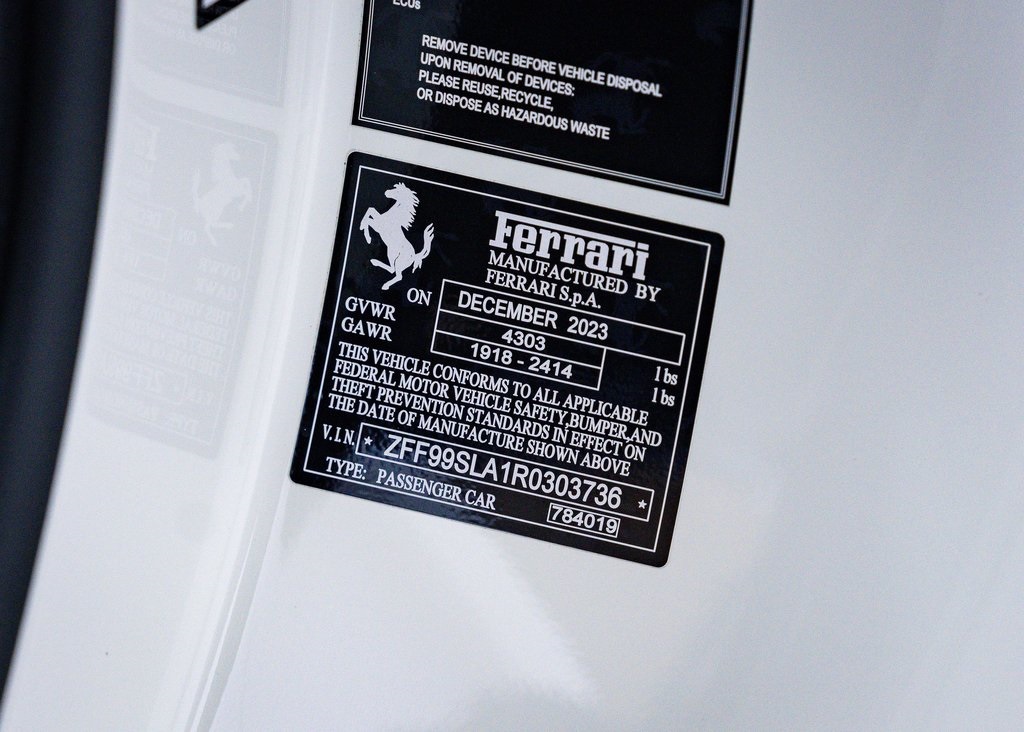 ECUs
REMOVE DEVICE BEFORE VEHICLE DISPOSAL
UPON REMOVAL OF DEVICES:
PLEASE REUSE,RECYCLE,
OR DISPOSE AS HAZARDOUS WASTE
Ferrari
MANUFACTURED BY
FERRARI S.p.A.
ON DECEMBER 2023
GVWR 4303 lbs
GAWR 1918 - 2414 lbs
THIS VEHICLE CONFORMS TO ALL APPLICABLE
FEDERAL MOTOR VEHICLE SAFETY,BUMPER,AND
THEFT PREVENTION STANDARDS IN EFFECT ON
THE DATE OF MANUFACTURE SHOWN ABOVE
V.I.N. * ZFF99SLA1R0303736 *
TYPE: PASSENGER CAR 784019